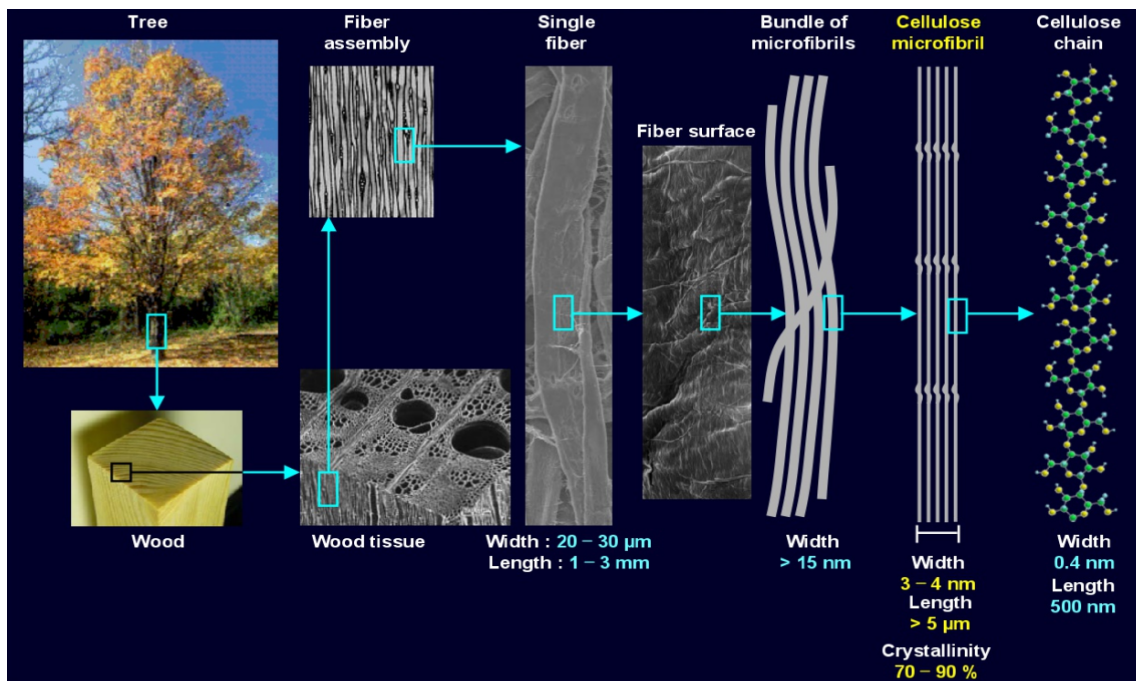 Tree
Fiber
assembly
Single
fiber
Bundle of
microfibrils
Cellulose
microfibril
Cellulose
chain
Fiber surface
Wood
Wood tissue
Width : 20 – 30 µm
Length : 1 – 3 mm
Width
> 15 nm
Width
3 – 4 nm
Length
> 5 µm
Crystallinity
70 – 90 %
Width
0.4 nm
Length
500 nm